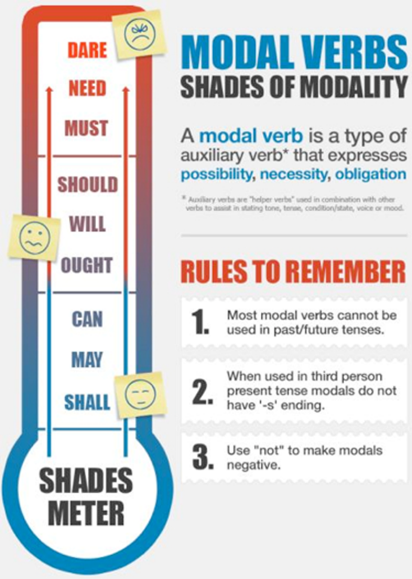 DARE
NEED
MUST
SHOULD
WILL
OUGHT
CAN
MAY
SHALL
SHADES
METER
MODAL VERBS
SHADES OF MODALITY
A modal verb is a type of
auxiliary verb* that expresses
possibility, necessity, obligation
* Auxiliary verbs are "helper verbs" used in combination with other
verbs to assist in stating tone, tense, condition/state, voice or mood.
RULES TO REMEMBER
1. Most modal verbs cannot be
used in past/future tenses.
2. When used in third person
present tense modals do not
have '-s' ending.
3. Use "not" to make modals
negative.